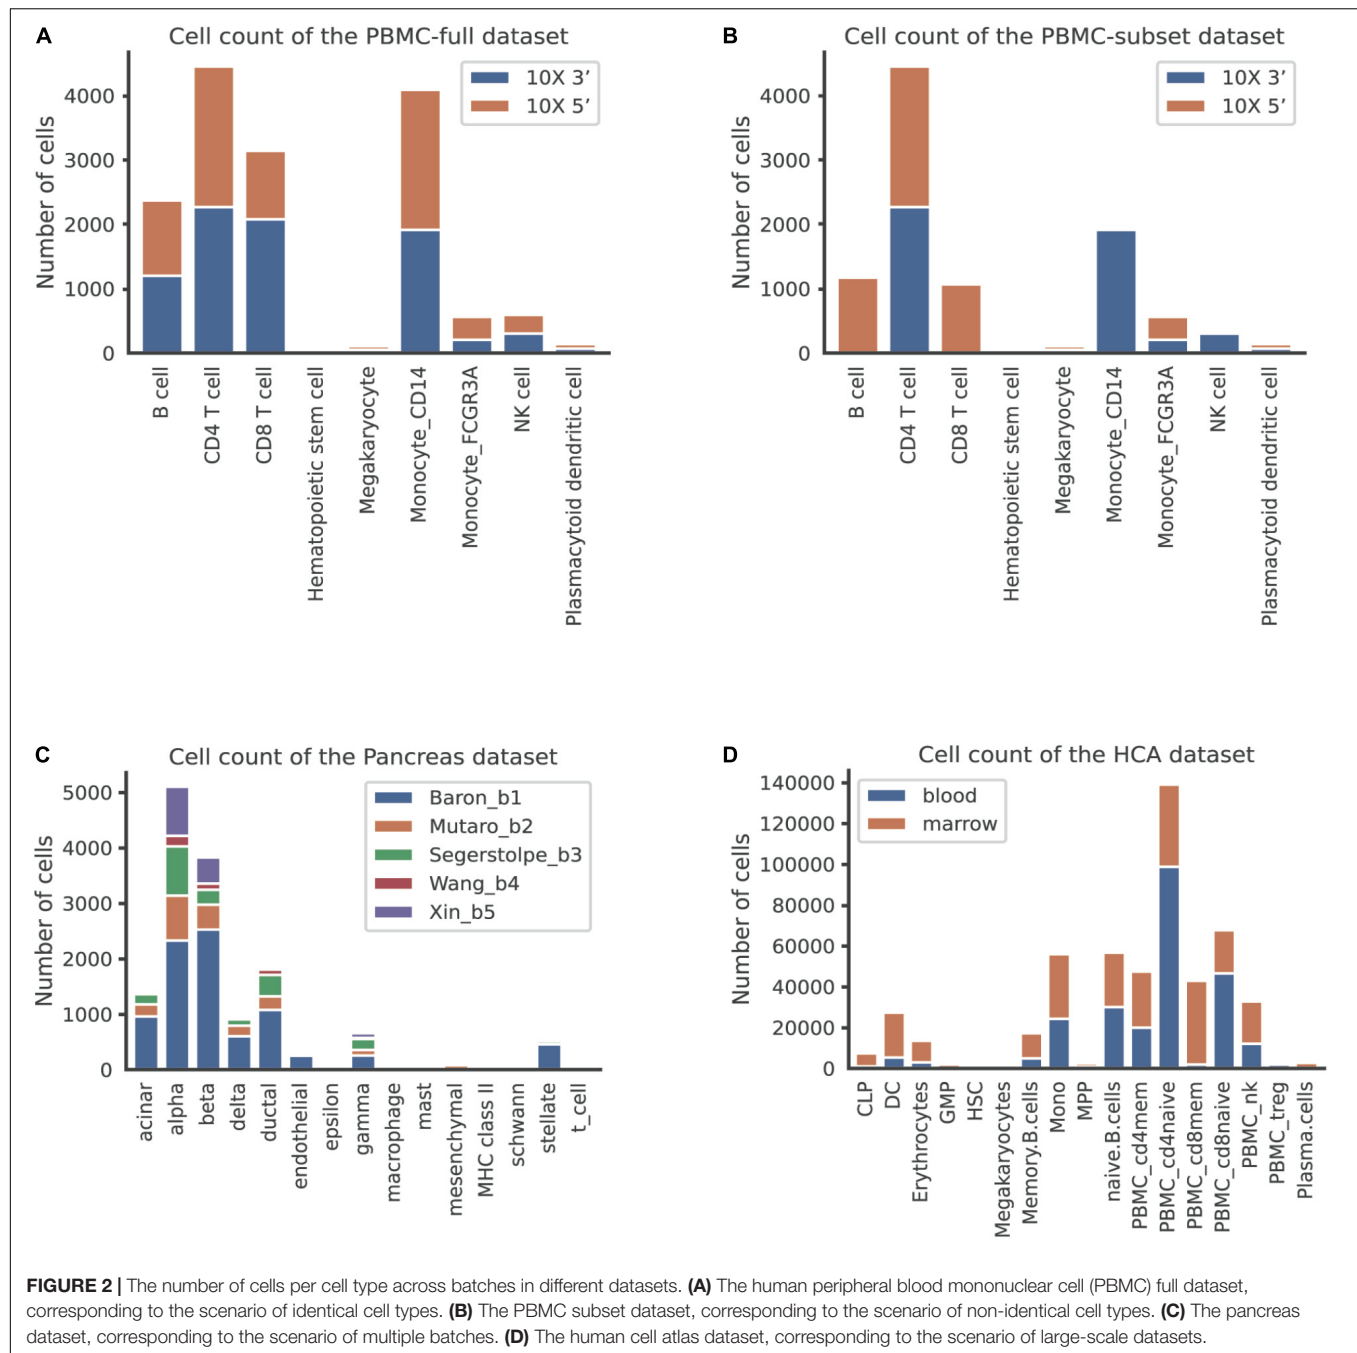 A
Cell count of the PBMC-full dataset
Number of cells
4000
3000
2000
1000
0
10X 3’
10X 5’
B cell
CD4 T cell
CD8 T cell
Hematopoietic stem cell
Megakaryocyte
Monocyte_CD14
Monocyte_FCGR3A
NK cell
Plasmacytoid dendritic cell
B
Cell count of the PBMC-subset dataset
Number of cells
4000
3000
2000
1000
0
10X 3’
10X 5’
B cell
CD4 T cell
CD8 T cell
Hematopoietic stem cell
Megakaryocyte
Monocyte_CD14
Monocyte_FCGR3A
NK cell
Plasmacytoid dendritic cell
C
Cell count of the Pancreas dataset
Number of cells
5000
4000
3000
2000
1000
0
Baron_b1
Mutaro_b2
Segerstolpe_b3
Wang_b4
Xin_b5
acinar
alpha
beta
delta
ductal
endothelial
epsilon
gamma
macrophage
mast
mesenchymal
MHC class II
schwann
stellate
t_cell
D
Cell count of the HCA dataset
Number of cells
140000
120000
100000
80000
60000
40000
20000
0
blood
marrow
CLP
DC
Erythrocytes
GMP
HSC
Megakaryocytes
Memory.B.cells
Mono
MPP
naive.B.cells
PBMC_cd4mem
PBMC_cd4naive
PBMC_cd8mem
PBMC_cd8naive
PBMC_nk
PBMC_treg
Plasma.cells
FIGURE 2 | The number of cells per cell type across batches in different datasets. (A) The human peripheral blood mononuclear cell (PBMC) full dataset,
corresponding to the scenario of identical cell types. (B) The PBMC subset dataset, corresponding to the scenario of non-identical cell types. (C) The pancreas
dataset, corresponding to the scenario of multiple batches. (D) The human cell atlas dataset, corresponding to the scenario of large-scale datasets.